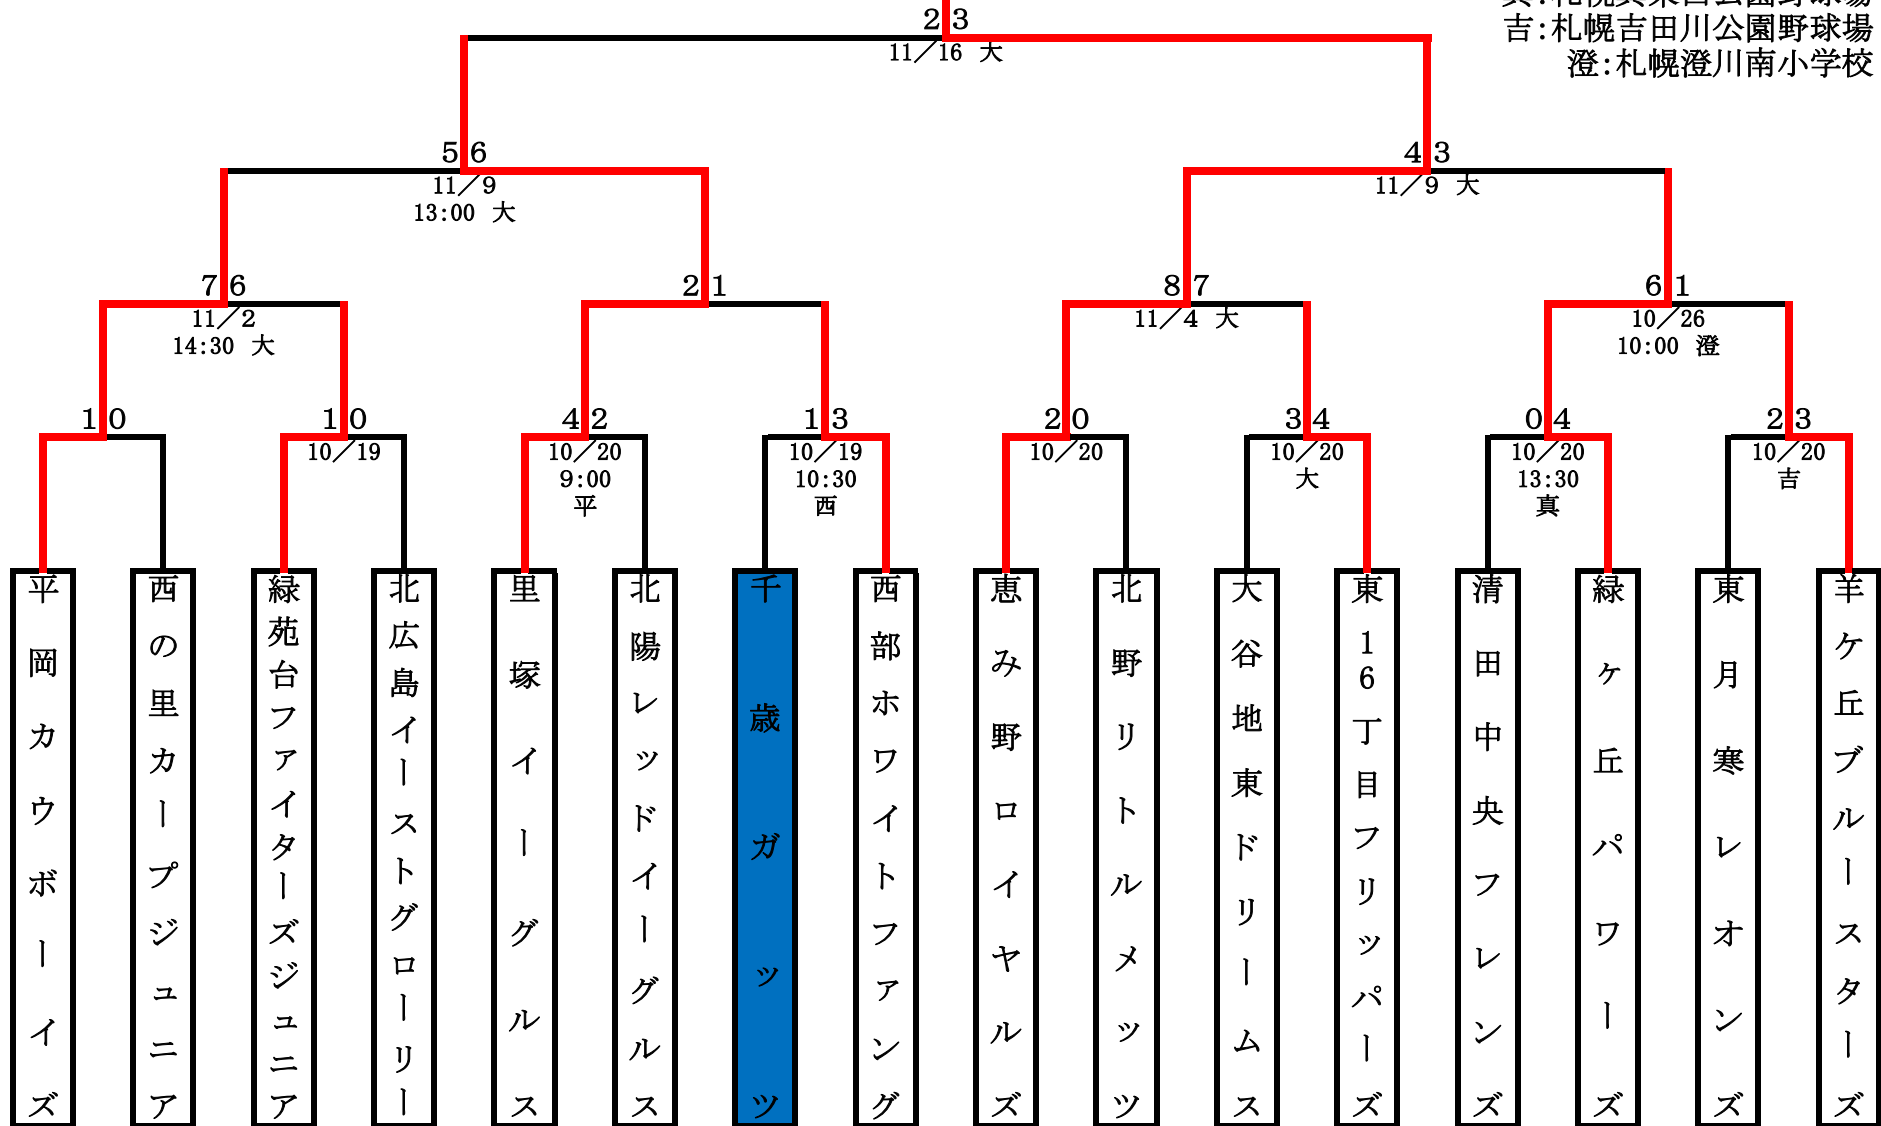 吉:札幌吉田川公園野球場
澄:札幌澄川南小学校
2 3
11／16 大
5 6
11／9
13:00 大
4 3
11／9 大
7 6
11／2
14:30 大
2 1
8 7
11／4 大
6 1
10／26
10:00 澄
1 0
1 0
10／19
4 2
10／20
9:00
平
1 3
10／19
10:30
西
2 0
10／20
3 4
10／20
大
0 4
10／20
13:30
真
2 3
10／20
吉
平岡カウボーイズ
西の里カープジュニア
緑苑台ファイターズジュニア
北広島イーストグローリー
里塚イーグルス
北陽レッドイーグルス
千歳ガッツ
西部ホワイトファング
恵み野ロイヤルズ
北野リトルメッツ
大谷地東ドリームス
東16丁目フリッパーズ
清田中央フレンズ
緑ヶ丘パワーズ
東月寒レオンズ
羊ケ丘ブルースターズ